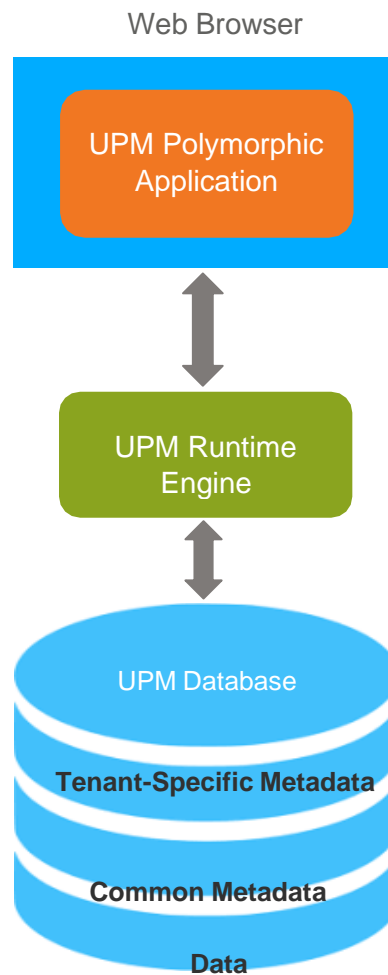 Web Browser
UPM Polymorphic
Application
UPM Runtime
Engine
UPM Database
Tenant-Specific Metadata
Common Metadata
Data